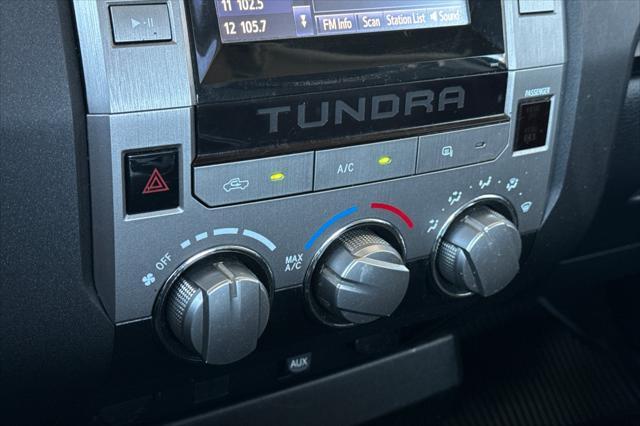 11 102.5
12 105.7
FM Info Scan Station List Sound
TUNDRA
PASSENGER
A/C
OFF
MAX
A/C
AUX